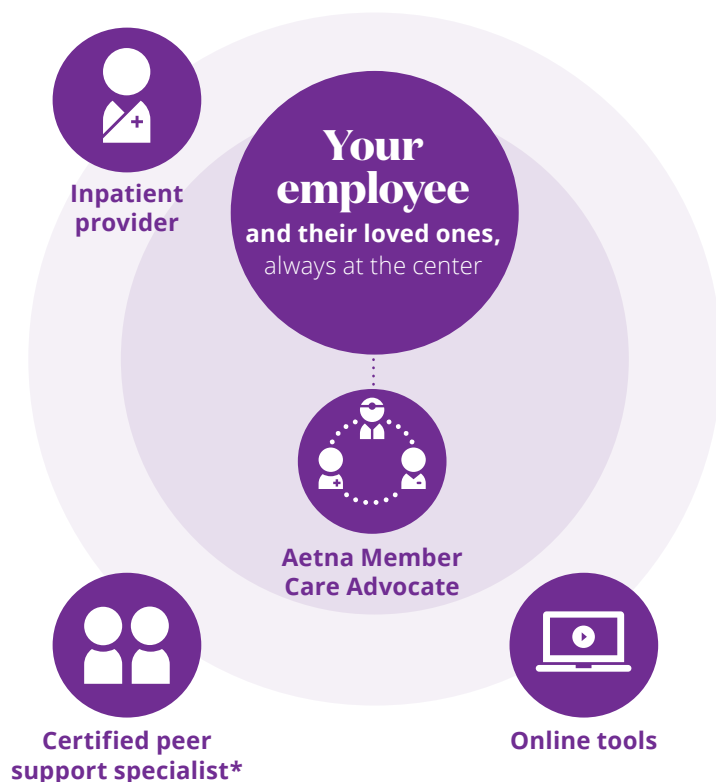 Your
employee
and their loved ones,
always at the center
Inpatient
provider
Aetna Member
Care Advocate
Certified peer
support specialist*
Online tools